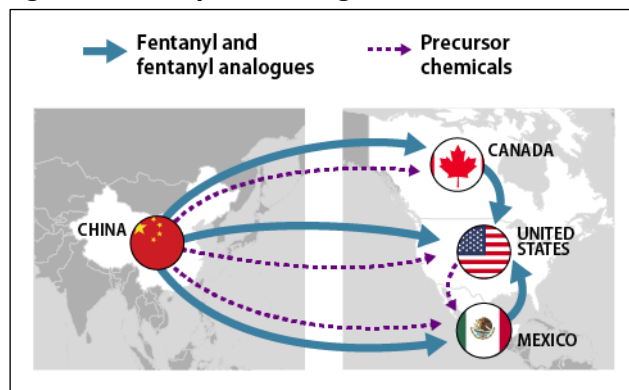 Fentanyl and
fentanyl analogues
Precursor
chemicals
CANADA
CHINA
UNITED
STATES
MEXICO